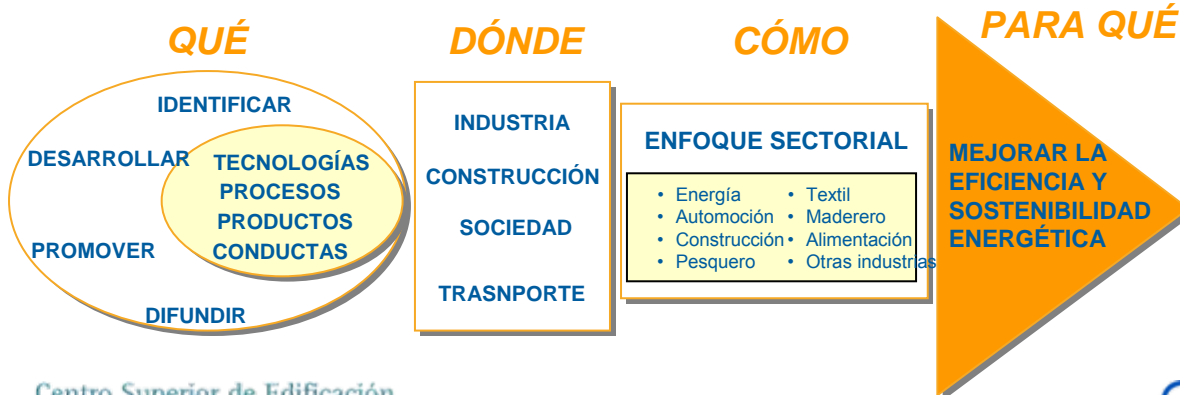 QUÉ
IDENTIFICAR
DESARROLLAR
TECNOLOGÍAS
PROCESOS
PRODUCTOS
CONDUCTAS
PROMOVER
DIFUNDIR
DÓNDE
INDUSTRIA
CONSTRUCCIÓN
SOCIEDAD
TRASNPORTE
CÓMO
ENFOQUE SECTORIAL
• Energía
• Automoción
• Construcción
• Pesquero
• Textil
• Maderero
• Alimentación
• Otras industrias
PARA QUÉ
MEJORAR LA
EFICIENCIA Y
SOSTENIBILIDAD
ENERGÉTICA
Centro Superior de Edificación